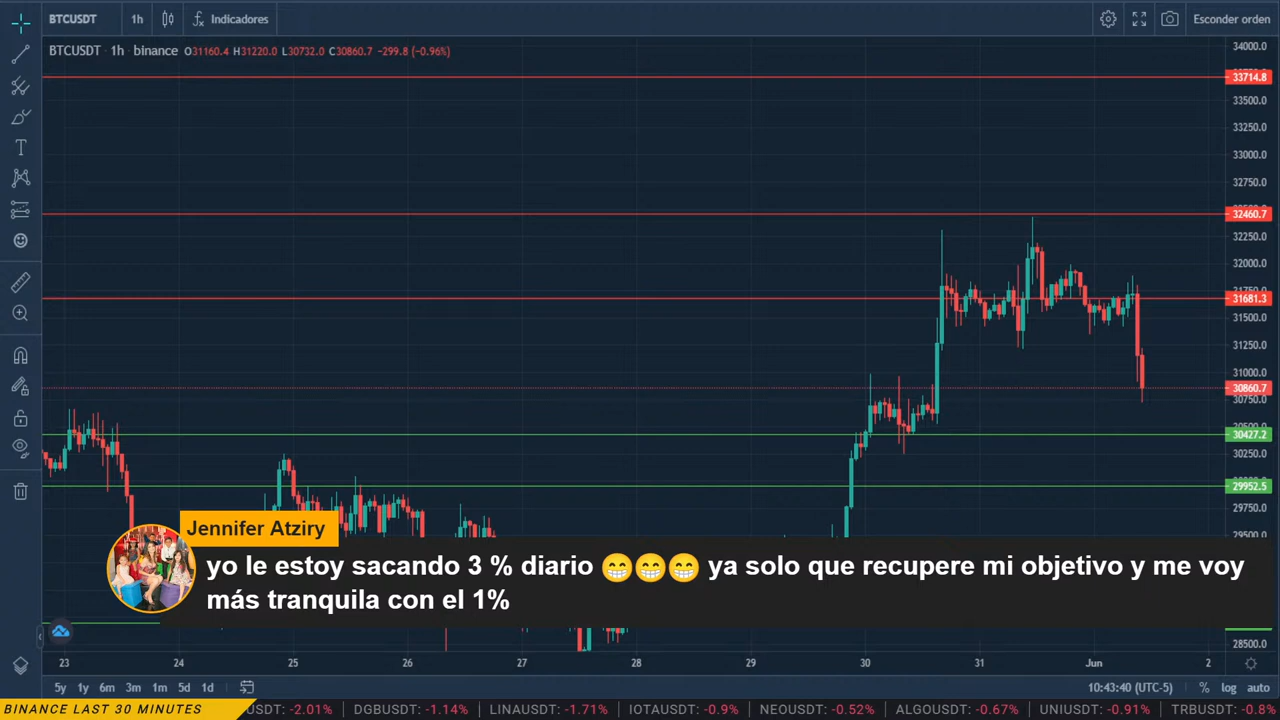 BTCUSDT 1h Indicadores Esconder orden
BTCUSDT 1h binance O31160.4 H31220.0 L30732.0 C30860.7 -299.8 (-0.96%)
34000.0
33714.8
33500.0
33250.0
33000.0
32750.0
32460.7
32250.0
32000.0
31681.3
31500.0
31250.0
31000.0
30860.7
30750.0
30427.2
30250.0
29952.5
29750.0
29500.0
Jennifer Atziry
yo le estoy sacando 3 % diario 😁😁😁 ya solo que recupere mi objetivo y me voy
más tranquila con el 1%
28500.0
23 24 25 26 27 28 29 30 31 Jun 2
5y 1y 6m 3m 1m 5d 1d 10:43:40 (UTC-5) % log auto
BINANCE LAST 30 MINUTES USDT: -2.01% DGBUSDT: -1.14% LINAUSDT: -1.71% IOTAUSDT: -0.9% NEOUSDT: -0.52% ALGOUSDT: -0.67% UNIUSDT: -0.91% TRBUSDT: -0.8%